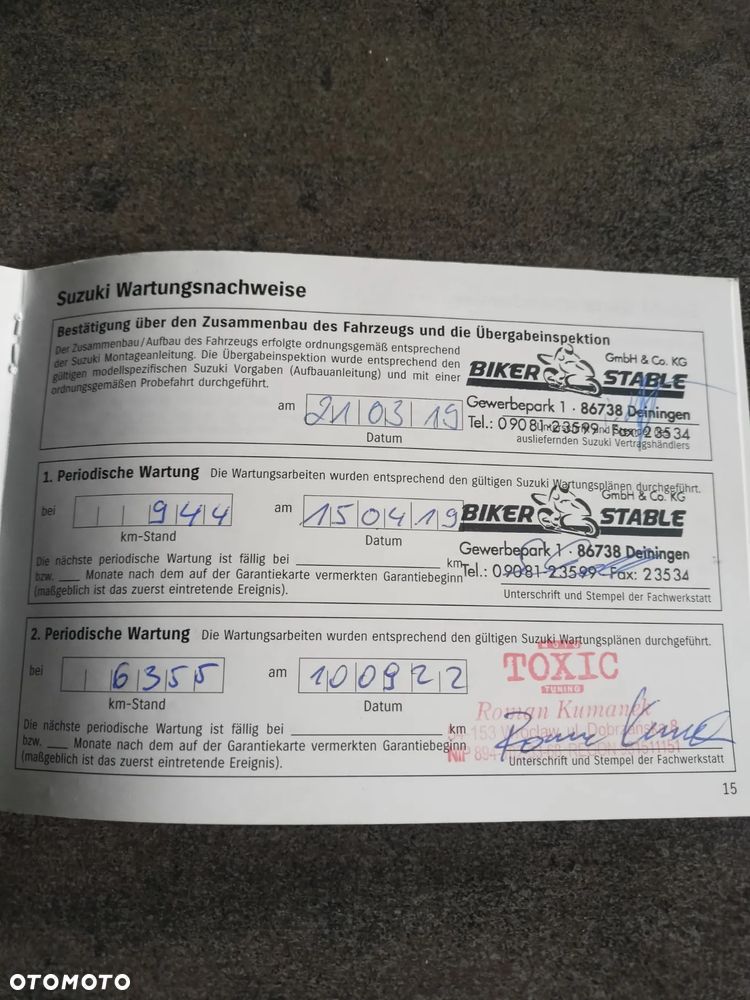 Suzuki Wartungsnachweise
Bestätigung über den Zusammenbau des Fahrzeugs und die Übergabeinspektion
Der Zusammenbau/Aufbau des Fahrzeugs erfolgte ordnungsgemäß entsprechend
der Suzuki Montageanleitung. Die Übergabeinspektion wurde entsprechend den
gültigen modellspezifischen Suzuki Vorgaben (Aufbauanleitung) und mit einer
ordnungsgemäßen Probefahrt durchgeführt.
GmbH & Co. KG
BIKER STABLE
Gewerbepark 1 · 86738 Deiningen
Tel.: 09081-23599 Fax: 23534
am 21 03 19
Datum
ausliefernden Suzuki Vertragshändlers
1. Periodische Wartung Die Wartungsarbeiten wurden entsprechend den gültigen Suzuki Wartungsplänen durchgeführt.
bei 944 am 15 04 19
km-Stand Datum
GmbH & Co. KG
BIKER STABLE
Gewerbepark 1 · 86738 Deiningen
Tel.: 09081-23599 Fax: 23534
Die nächste periodische Wartung ist fällig bei km
bzw. ___ Monate nach dem auf der Garantiekarte vermerkten Garantiebeginn
(maßgeblich ist das zuerst eintretende Ereignis).
Unterschrift und Stempel der Fachwerkstatt
2. Periodische Wartung Die Wartungsarbeiten wurden entsprechend den gültigen Suzuki Wartungsplänen durchgeführt.
bei 6355 am 10 09 22
km-Stand Datum
TOXIC
TUNING
Roman Kumanek
Die nächste periodische Wartung ist fällig bei km
bzw. ___ Monate nach dem auf der Garantiekarte vermerkten Garantiebeginn
(maßgeblich ist das zuerst eintretende Ereignis).
Unterschrift und Stempel der Fachwerkstatt
15
OTOMOTO